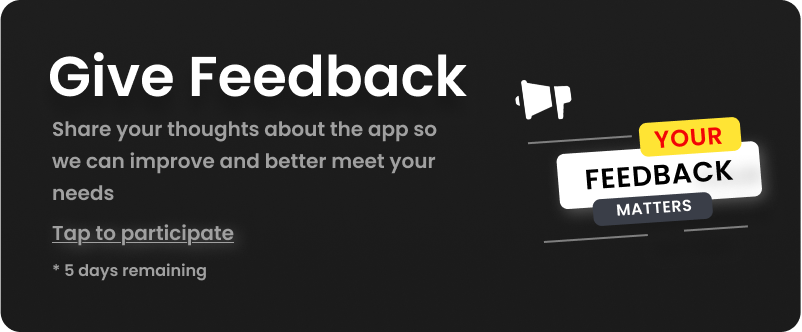 Give Feedback
Share your thoughts about the app so
we can improve and better meet your
needs
Tap to participate
* 5 days remaining
YOUR
FEEDBACK
MATTERS